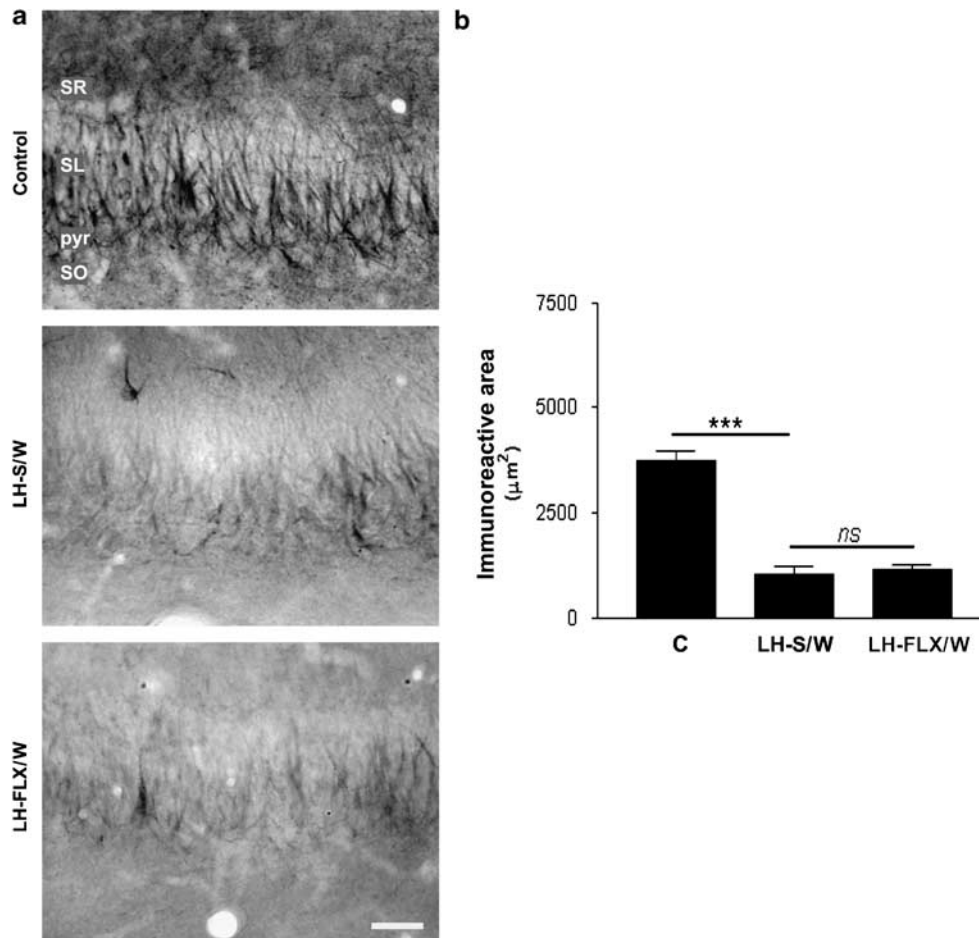 a
Control
SR
SL
pyr
SO
LH-S/W
LH-FLX/W
b
Immunoreactive area
(μm²)
7500
5000
2500
0
***
ns
C
LH-S/W
LH-FLX/W